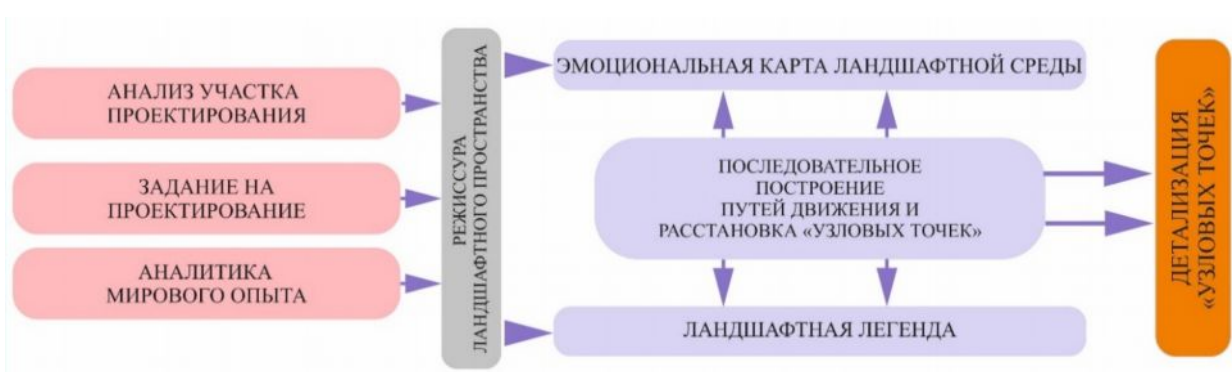 АНАЛИЗ УЧАСТКА
ПРОЕКТИРОВАНИЯ
ЗАДАНИЕ НА
ПРОЕКТИРОВАНИЕ
АНАЛИТИКА
МИРОВОГО ОПЫТА
РЕЖИССУРА
ЛАНДШАФТНОГО ПРОСТРАНСТВА
ЭМОЦИОНАЛЬНАЯ КАРТА ЛАНДШАФТНОЙ СРЕДЫ
ПОСЛЕДОВАТЕЛЬНОЕ
ПОСТРОЕНИЕ
ПУТЕЙ ДВИЖЕНИЯ И
РАССТАНОВКА «УЗЛОВЫХ ТОЧЕК»
ЛАНДШАФТНАЯ ЛЕГЕНДА
ДЕТАЛИЗАЦИЯ
«УЗЛОВЫХ ТОЧЕК»